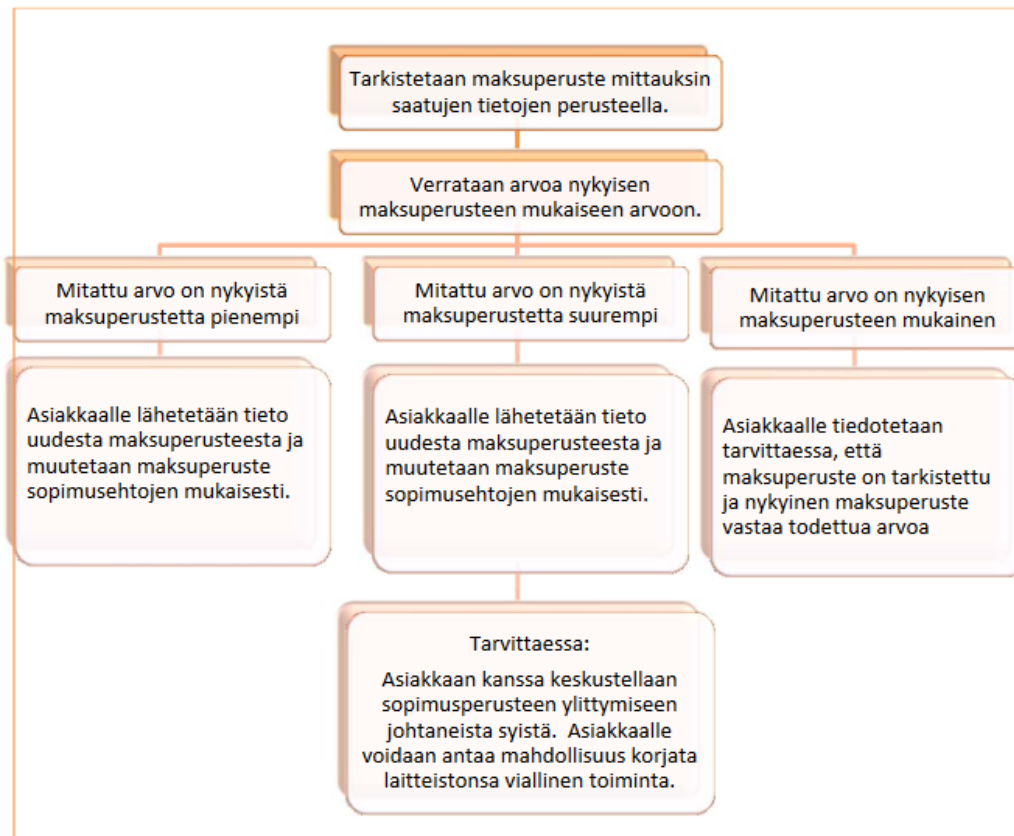 Tarkistetaan maksuperuste mittauksin
saatujen tietojen perusteella.
Verrataan arvoa nykyisen
maksuperusteen mukaiseen arvoon.
Mitattu arvo on nykyistä
maksuperustetta pienempi
Asiakkaalle lähetetään tieto
uudesta maksuperusteesta ja
muutetaan maksuperuste
sopimusehtojen mukaisesti.
Mitattu arvo on nykyistä
maksuperustetta suurempi
Asiakkaalle lähetetään tieto
uudesta maksuperusteesta ja
muutetaan maksuperuste
sopimusehtojen mukaisesti.
Tarvittaessa:
Asiakkaan kanssa keskustellaan
sopimusperusteen ylittymiseen
johtaneista syistä. Asiakkaalle
voidaan antaa mahdollisuus korjata
laitteistonsa viallinen toiminta.
Mitattu arvo on nykyisen
maksuperusteen mukainen
Asiakkaalle tiedotetaan
tarvittaessa, että
maksuperuste on tarkistettu
ja nykyinen maksuperuste
vastaa todettua arvoa